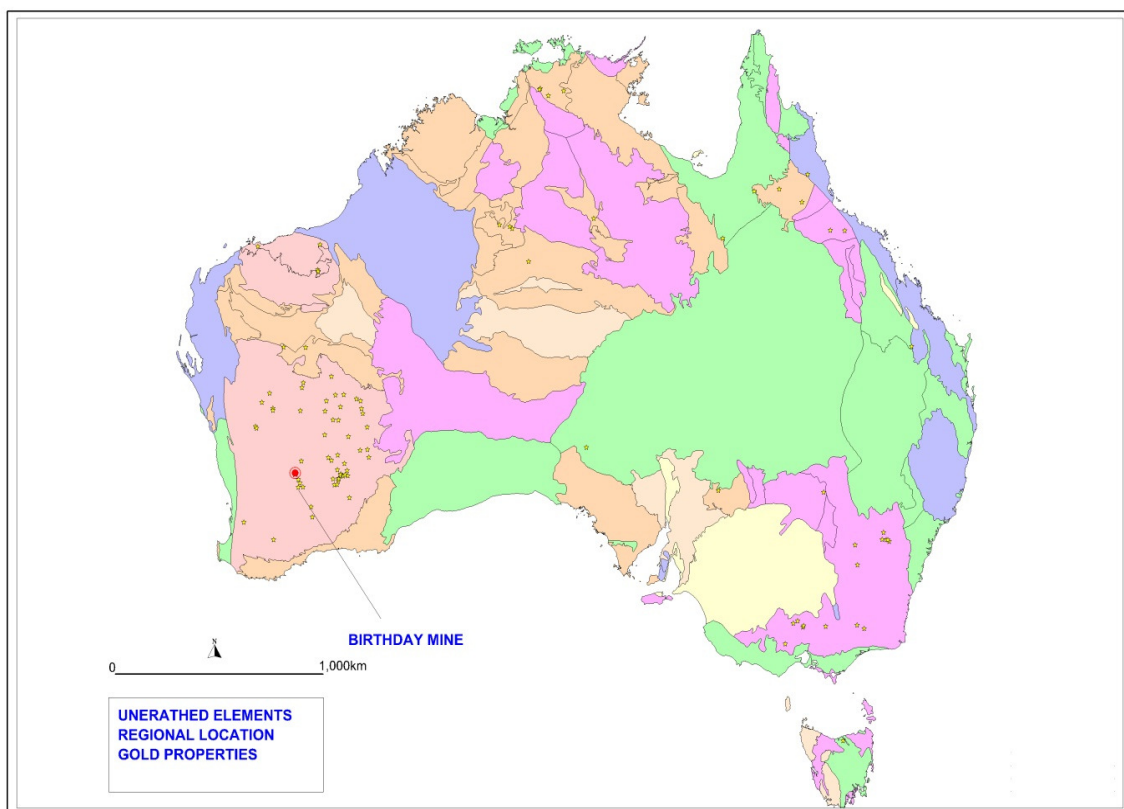 BIRTHDAY MINE
N
0 1,000km
UNERATHED ELEMENTS
REGIONAL LOCATION
GOLD PROPERTIES